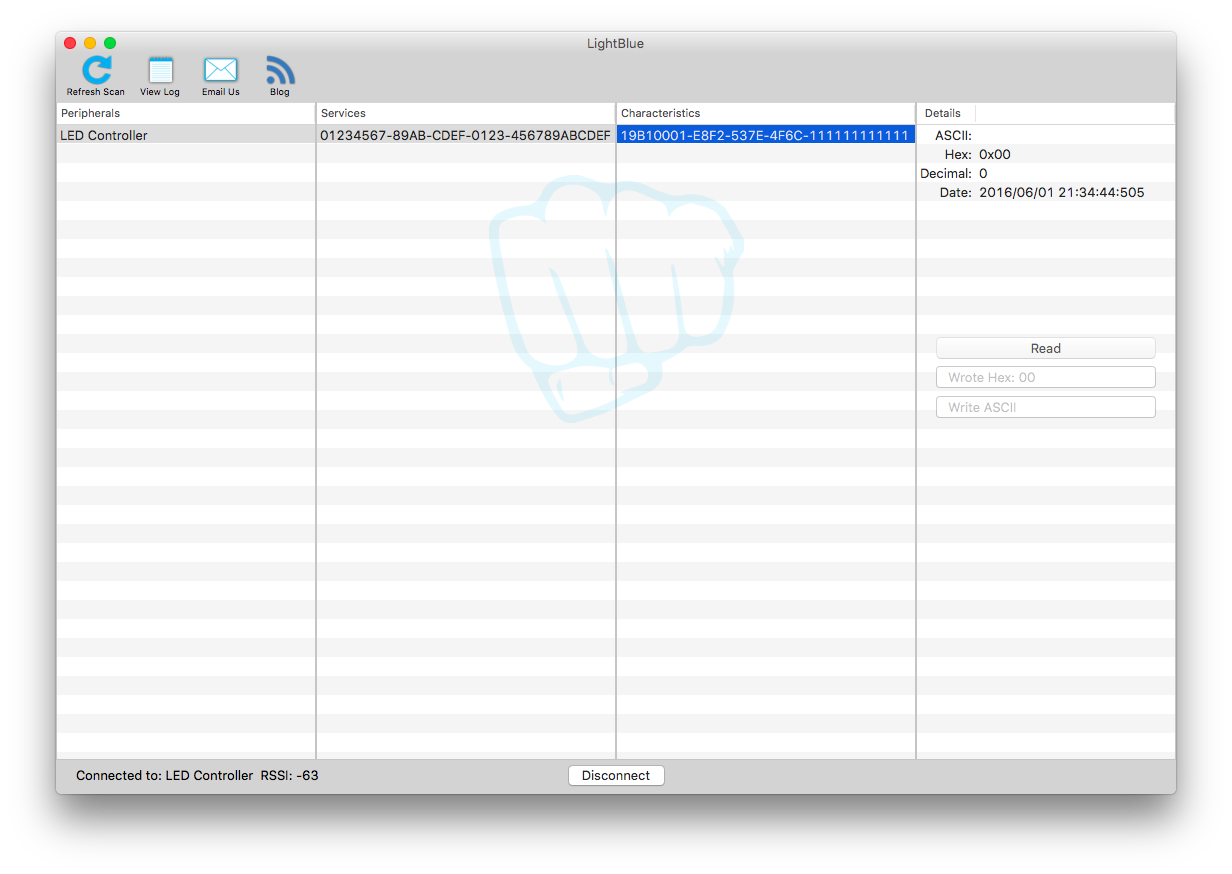 LightBlue
Refresh Scan View Log Email Us Blog
Peripherals Services Characteristics Details
LED Controller 01234567-89AB-CDEF-0123-456789ABCDEF 19B10001-E8F2-537E-4F6C-111111111111 ASCII:
Hex: 0x00
Decimal: 0
Date: 2016/06/01 21:34:44:505
Read
Wrote Hex: 00
Write ASCII
Connected to: LED Controller RSSI: -63 Disconnect